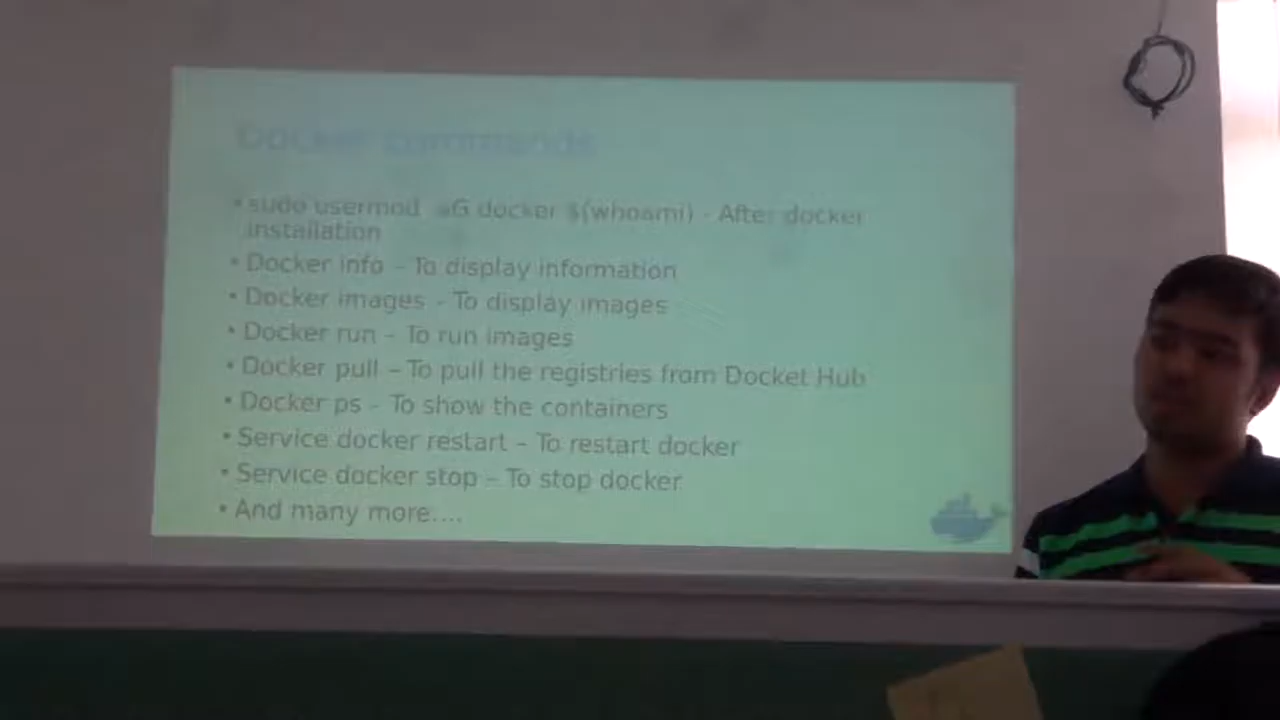 Docker commands
• sudo usermod -aG docker $(whoami) - After docker
installation
• Docker info – To display information
• Docker images – To display images
• Docker run – To run images
• Docker pull – To pull the registries from Docket Hub
• Docker ps – To show the containers
• Service docker restart – To restart docker
• Service docker stop – To stop docker.
• And many more....